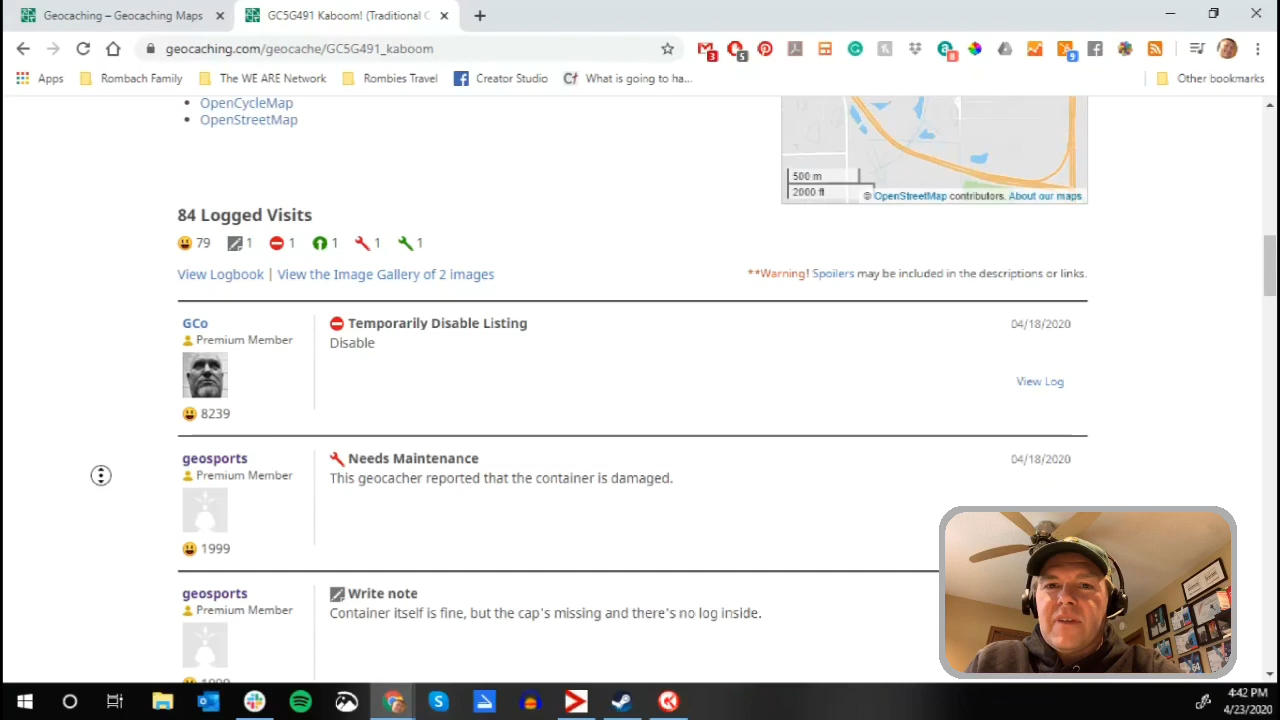 Geocaching – Geocaching Maps
GC5G491 Kaboom! (Traditional C
geocaching.com/geocache/GC5G491_kaboom
3
5
8
9
Apps
Rombach Family
The WE ARE Network
Rombies Travel
Creator Studio
What is going to ha...
Other bookmarks
OpenCycleMap
OpenStreetMap
500 m
2000 ft
© OpenStreetMap contributors. About our maps
84 Logged Visits
79 1 1 1 1 1
View Logbook | View the Image Gallery of 2 images
**Warning! Spoilers may be included in the descriptions or links.
GCo
Premium Member
8239
Temporarily Disable Listing
04/18/2020
Disable
View Log
geosports
Premium Member
1999
Needs Maintenance
04/18/2020
This geocacher reported that the container is damaged.
geosports
Premium Member
Write note
Container itself is fine, but the cap's missing and there's no log inside.
4:42 PM
4/23/2020